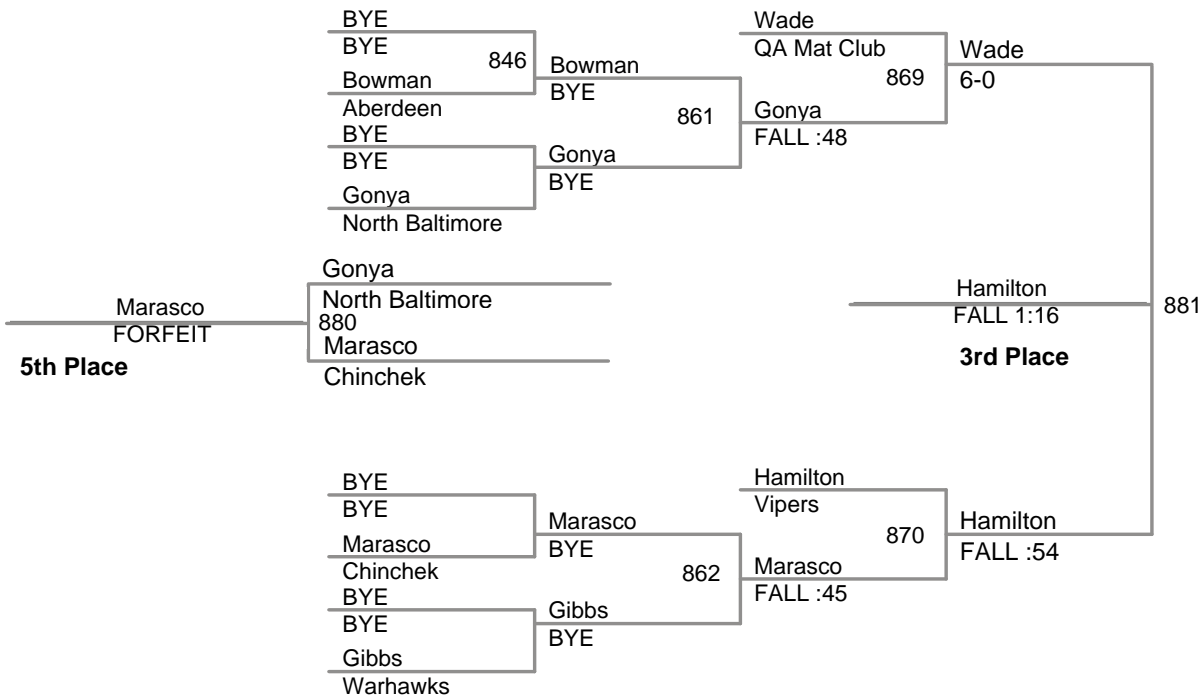 BYE
BYE
846
Bowman
Aberdeen
BYE
BYE
Gonya
North Baltimore
Bowman
BYE
861
Gonya
BYE
Wade
QA Mat Club
869
Gonya
FALL :48
Wade
6-0
Gonya
North Baltimore
880
Marasco
Chinchek
Marasco
FORFEIT
5th Place
Hamilton
FALL 1:16
3rd Place
881
BYE
BYE
Marasco
Chinchek
BYE
BYE
Gibbs
Warhawks
Marasco
BYE
862
Gibbs
BYE
Hamilton
Vipers
870
Marasco
FALL :45
Hamilton
FALL :54